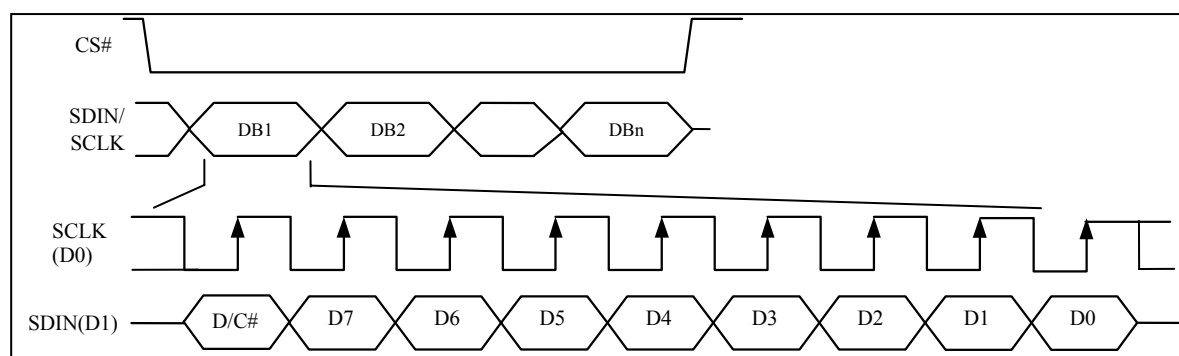 CS#
SDIN/
SCLK
DB1 DB2 DBn
SCLK
(D0)
SDIN(D1) D/C# D7 D6 D5 D4 D3 D2 D1 D0